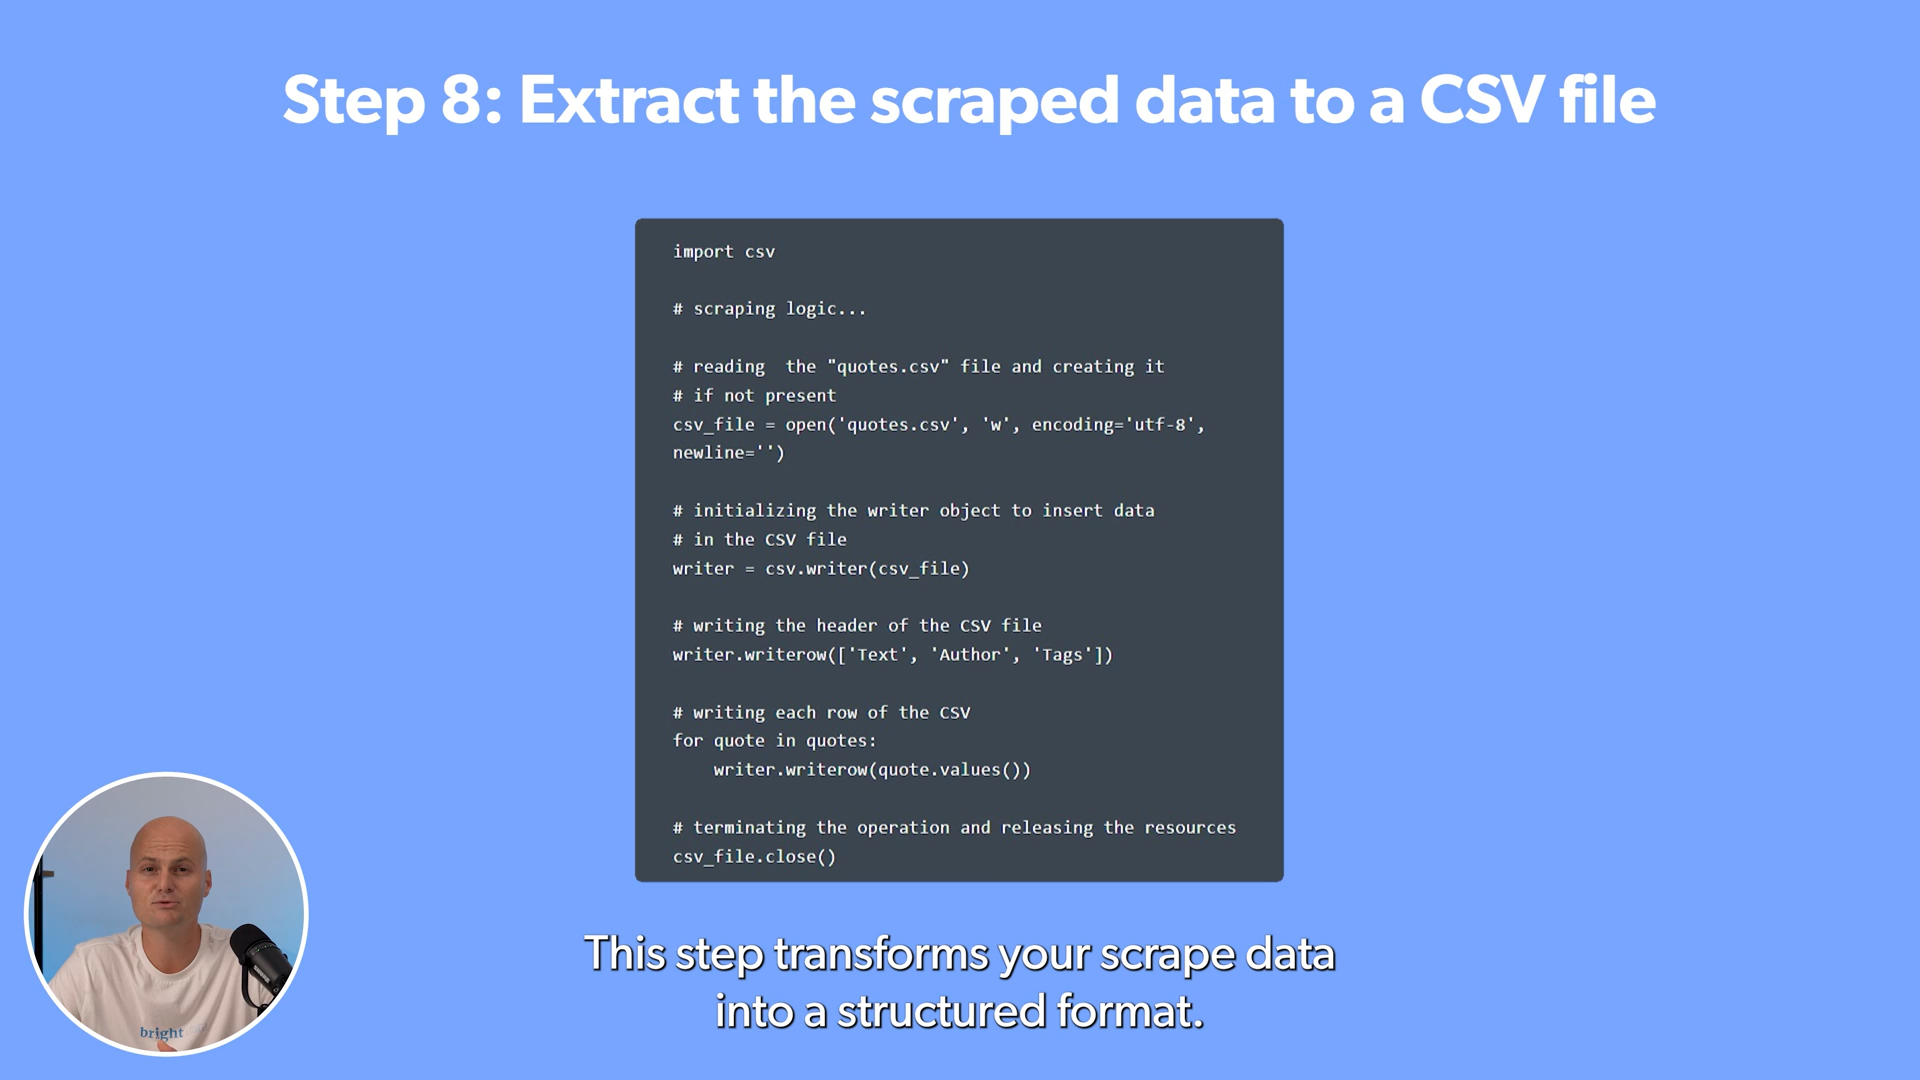 Step 8: Extract the scraped data to a CSV file
import csv
# scraping logic...
# reading  the "quotes.csv" file and creating it
# if not present
csv_file = open('quotes.csv', 'w', encoding='utf-8',
newline='')
# initializing the writer object to insert data
# in the CSV file
writer = csv.writer(csv_file)
# writing the header of the CSV file
writer.writerow(['Text', 'Author', 'Tags'])
# writing each row of the CSV
for quote in quotes:
    writer.writerow(quote.values())
# terminating the operation and releasing the resources
csv_file.close()
bright
This step transforms your scrape data
into a structured format.